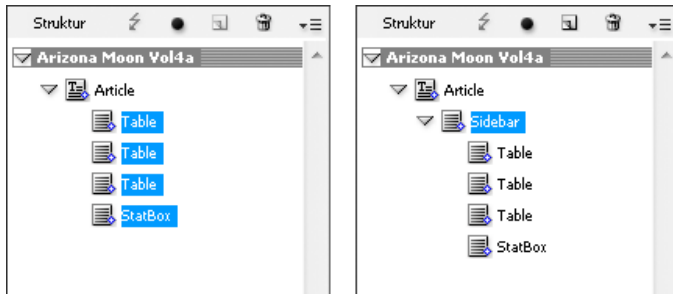 Struktur
Arizona Moon Vol4a
Article
Table
Table
Table
StatBox
Struktur
Arizona Moon Vol4a
Article
Sidebar
Table
Table
Table
StatBox